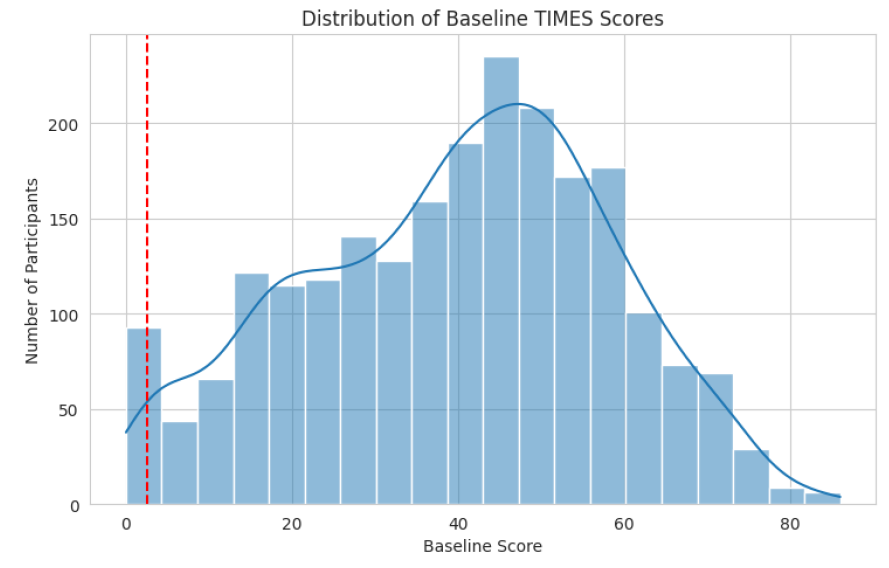 Distribution of Baseline TIMES Scores
Number of Participants
200
150
100
50
0
0 20 40 60 80
Baseline Score